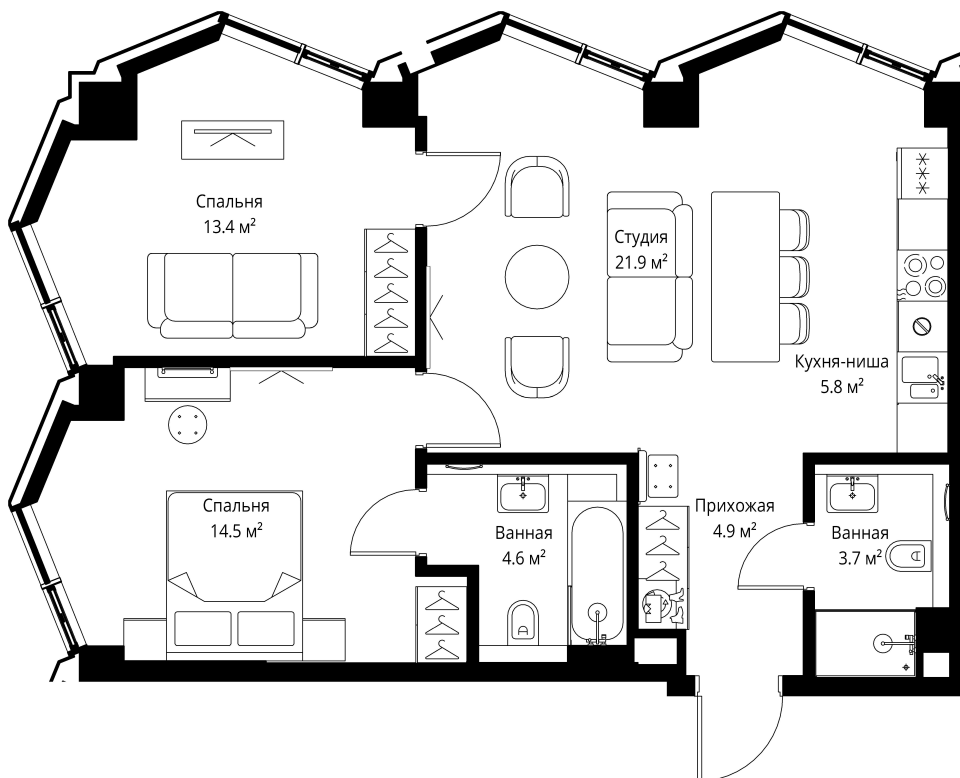 Спальня
13.4 м²
Студия
21.9 м²
Кухня-ниша
5.8 м²
Спальня
14.5 м²
Ванная
4.6 м²
Прихожая
4.9 м²
Ванная
3.7 м²